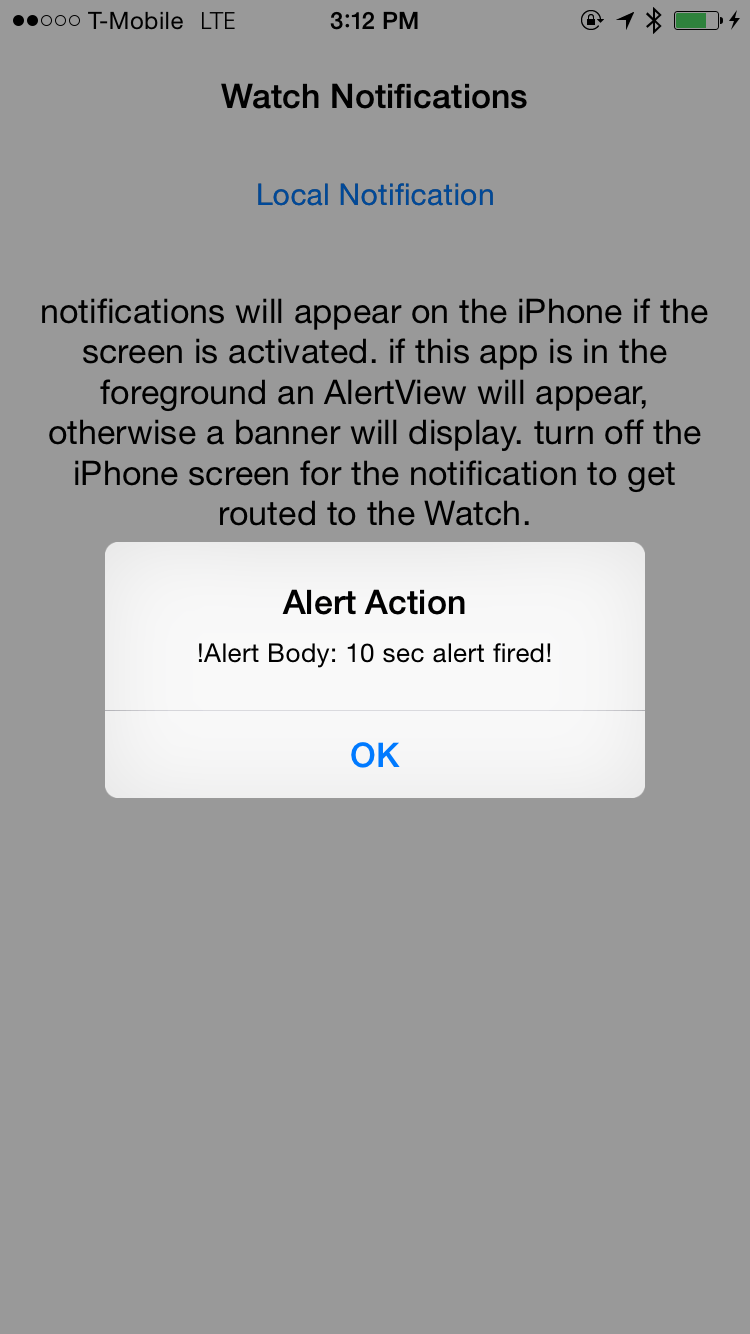 T-Mobile LTE 3:12 PM
Watch Notifications
Local Notification
notifications will appear on the iPhone if the
screen is activated. if this app is in the
foreground an AlertView will appear,
otherwise a banner will display. turn off the
iPhone screen for the notification to get
routed to the Watch.
Alert Action
!Alert Body: 10 sec alert fired!
OK